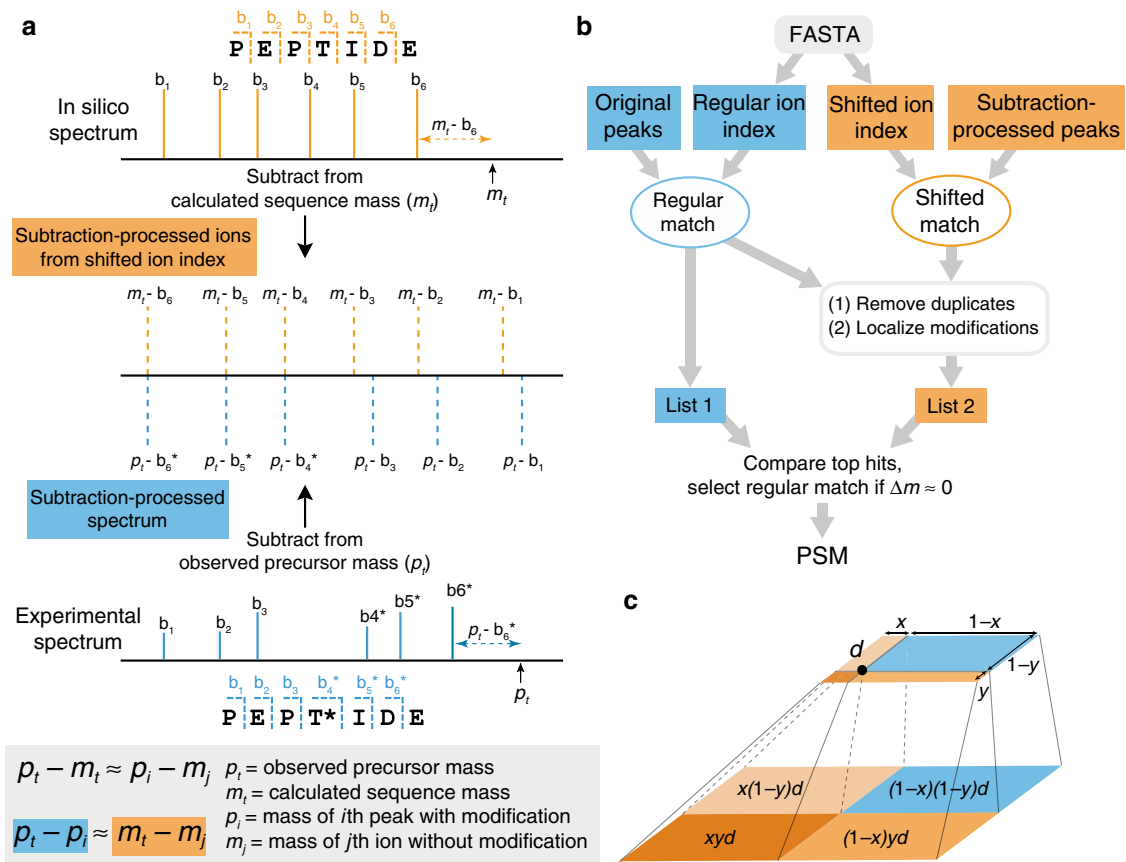 a
b₁ b₂ b₃ b₄ b₅ b₆
P E P T I D E
b₁ b₂ b₃ b₄ b₅ b₆
In silico
spectrum
mₜ - b₆
mₜ
Subtract from
calculated sequence mass (mₜ)
Subtraction-processed ions
from shifted ion index
mₜ - b₆ mₜ - b₅ mₜ - b₄ mₜ - b₃ mₜ - b₂ mₜ - b₁
pₜ - b₆* pₜ - b₅* pₜ - b₄* pₜ - b₃ pₜ - b₂ pₜ - b₁
Subtraction-processed
spectrum
Subtract from
observed precursor mass (pₜ)
Experimental
spectrum
b₁ b₂ b₃ b4* b5* b6*
pₜ - b₆*
pₜ
b₁ b₂ b₃ b₄* b₅* b₆*
P E P T* I D E
pₜ − mₜ ≈ pᵢ − mⱼ
pₜ − pᵢ ≈ mₜ − mⱼ
pₜ = observed precursor mass
mₜ = calculated sequence mass
pᵢ = mass of ith peak with modification
mⱼ = mass of jth ion without modification
b
FASTA
Original
peaks
Regular ion
index
Shifted ion
index
Subtraction-
processed peaks
Regular
match
Shifted
match
(1) Remove duplicates
(2) Localize modifications
List 1
List 2
Compare top hits,
select regular match if Δm ≈ 0
PSM
c
x
1−x
d
1−y
y
x(1−y)d
(1−x)(1−y)d
xyd
(1−x)yd